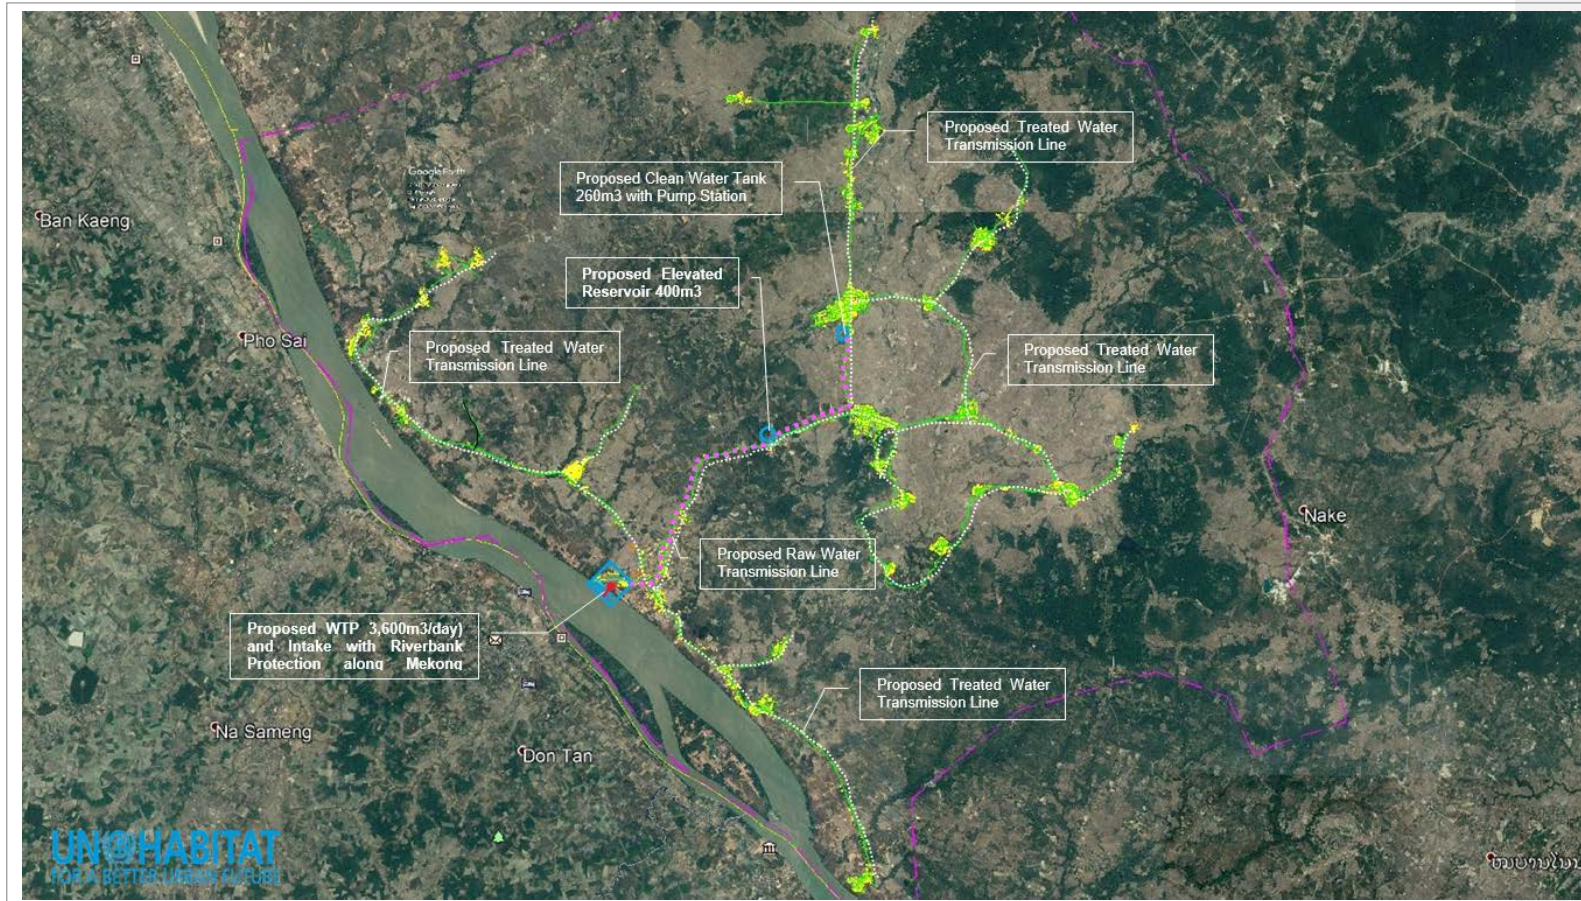 Proposed Treated Water
Transmission Line
Proposed Clean Water Tank
260m3 with Pump Station
Google Earth
Ban Kaeng
Proposed Elevated
Reservoir 400m3
Pho Sai
Proposed Treated Water
Transmission Line
Proposed Treated Water
Transmission Line
Nake
Proposed Raw Water
Transmission Line
Proposed WTP 3,600m3/day)
and Intake with Riverbank
Protection along Mekong
Proposed Treated Water
Transmission Line
Na Sameng
Don Tan
UN HABITAT
FOR A BETTER URBAN FUTURE